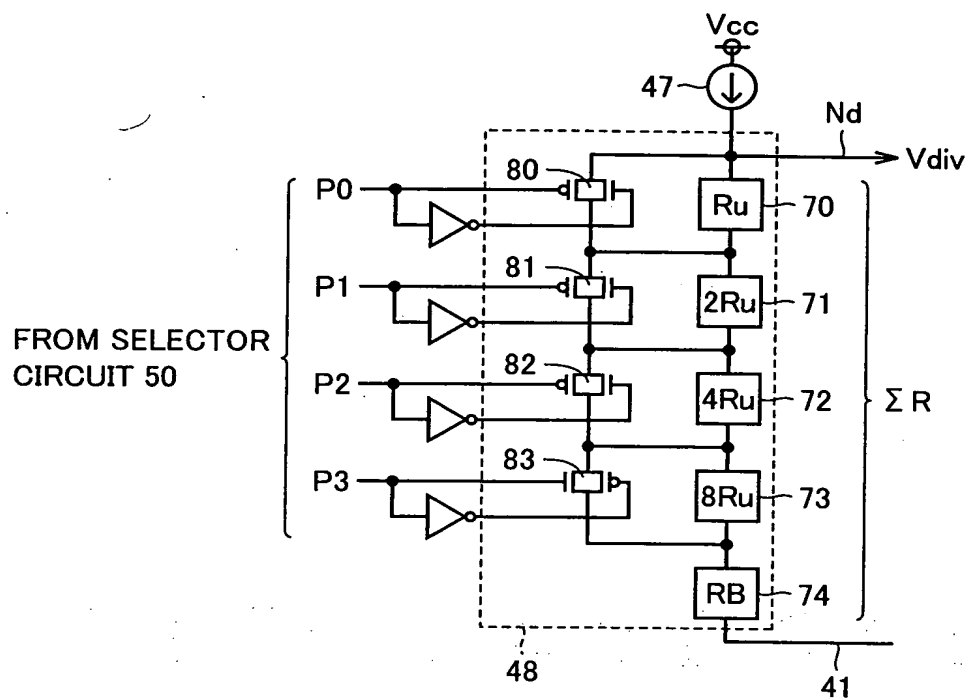 Vcc
47
Nd
Vdiv
80
P0
Ru
70
81
P1
2Ru
71
FROM SELECTOR
CIRCUIT 50
82
P2
4Ru
72
ΣR
83
P3
8Ru
73
RB
74
48
41